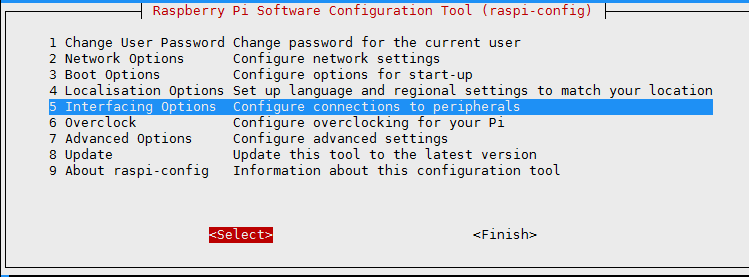 Raspberry Pi Software Configuration Tool (raspi-config)
1 Change User Password Change password for the current user
2 Network Options Configure network settings
3 Boot Options Configure options for start-up
4 Localisation Options Set up language and regional settings to match your location
5 Interfacing Options Configure connections to peripherals
6 Overclock Configure overclocking for your Pi
7 Advanced Options Configure advanced settings
8 Update Update this tool to the latest version
9 About raspi-config Information about this configuration tool
<Select> <Finish>